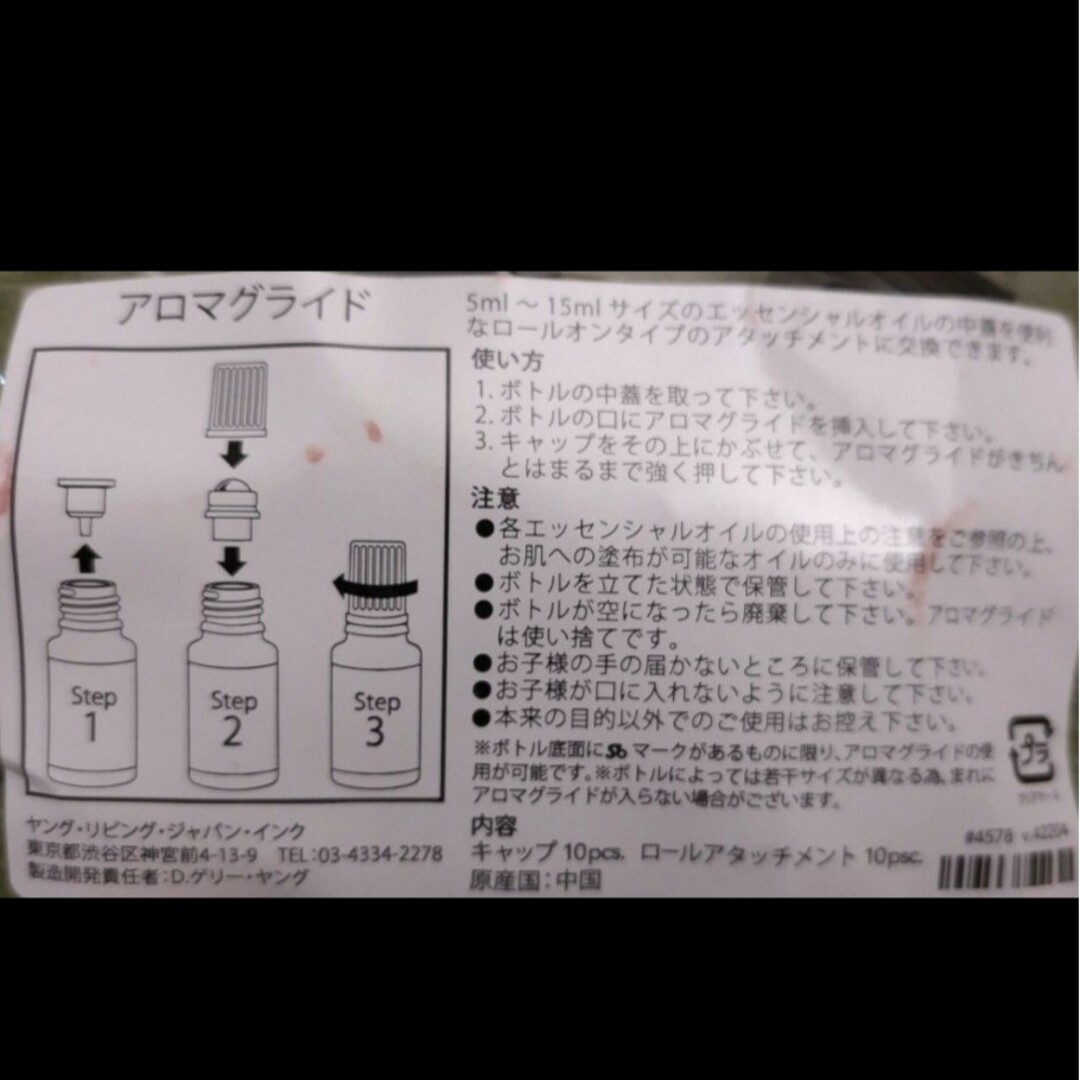 アロマグライド
Step
1
Step
2
Step
3
ヤング・リビング・ジャパン・インク
東京都渋谷区神宮前4-13-9 TEL:03-4334-2278
製造開発責任者:D.ゲリー・ヤング
5ml ～ 15ml サイズのエッセンシャルオイルの中蓋を便利
なロールオンタイプのアタッチメントに交換できます。
使い方
1. ボトルの中蓋を取って下さい。
2. ボトルの口にアロマグライドを挿入して下さい。
3. キャップをその上にかぶせて、アロマグライドがきちん
とはまるまで強く押して下さい。
注意
●各エッセンシャルオイルの使用上の注意をご参照の上、
お肌への塗布が可能なオイルのみに使用して下さい。
●ボトルを立てた状態で保管して下さい。
●ボトルが空になったら廃棄して下さい。アロマグライド
は使い捨てです。
●お子様の手の届かないところに保管して下さい。
●お子様が口に入れないように注意して下さい。
●本来の目的以外でのご使用はお控え下さい。
※ボトル底面に マークがあるものに限り、アロマグライドの使
用が可能です。※ボトルによっては若干サイズが異なる為、まれに
アロマグライドが入らない場合がございます。
プラ
内容
キャップ 10pcs. ロールアタッチメント 10psc.
原産国:中国
#4578 v.42204